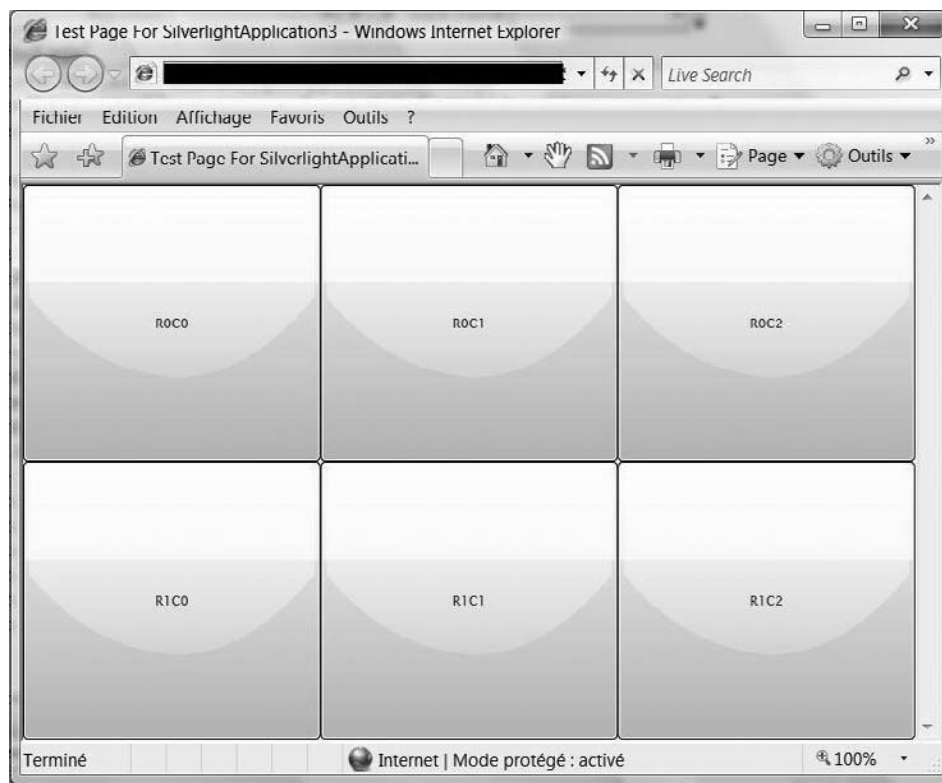 Test Page For SilverlightApplication3 - Windows Internet Explorer
Live Search
Fichier Edition Affichage Favoris Outils ?
Test Page For SilverlightApplicati... Page Outils »
R0C0 R0C1 R0C2
R1C0 R1C1 R1C2
Terminé Internet | Mode protégé : activé 100%